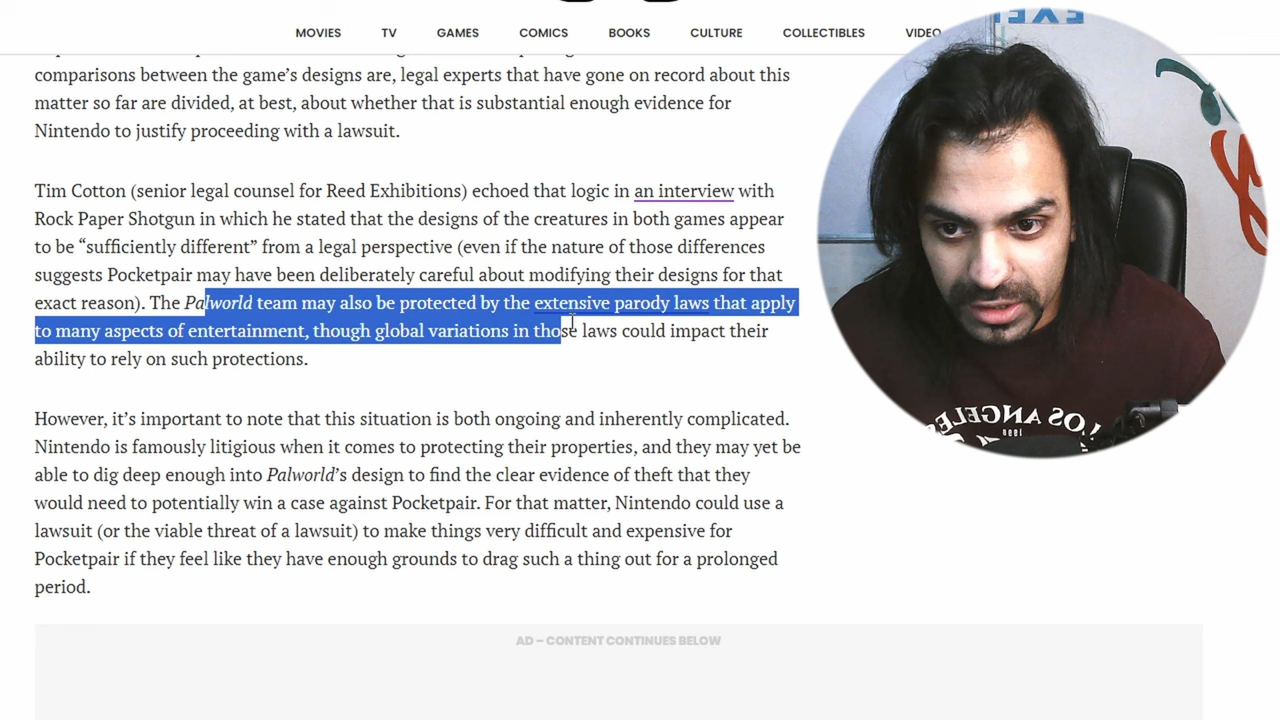 MOVIES TV GAMES COMICS BOOKS CULTURE COLLECTIBLES VIDEO
comparisons between the game’s designs are, legal experts that have gone on record about this
matter so far are divided, at best, about whether that is substantial enough evidence for
Nintendo to justify proceeding with a lawsuit.
Tim Cotton (senior legal counsel for Reed Exhibitions) echoed that logic in an interview with
Rock Paper Shotgun in which he stated that the designs of the creatures in both games appear
to be “sufficiently different” from a legal perspective (even if the nature of those differences
suggests Pocketpair may have been deliberately careful about modifying their designs for that
exact reason). The Palworld team may also be protected by the extensive parody laws that apply
to many aspects of entertainment, though global variations in those laws could impact their
ability to rely on such protections.
However, it’s important to note that this situation is both ongoing and inherently complicated.
Nintendo is famously litigious when it comes to protecting their properties, and they may yet be
able to dig deep enough into Palworld’s design to find the clear evidence of theft that they
would need to potentially win a case against Pocketpair. For that matter, Nintendo could use a
lawsuit (or the viable threat of a lawsuit) to make things very difficult and expensive for
Pocketpair if they feel like they have enough grounds to drag such a thing out for a prolonged
period.
AD – CONTENT CONTINUES BELOW
LOS ANGELES